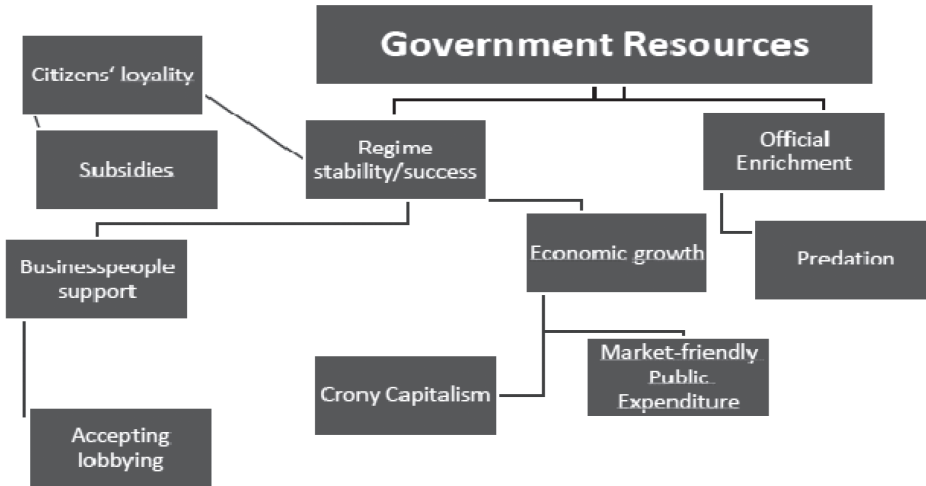 Government Resources
Citizens‘ loyality
Subsidies
Regime
stability/success
Official
Enrichment
Businesspeople
support
Economic growth
Predation
Crony Capitalism
Market-friendly
Public
Expenditure
Accepting
lobbying